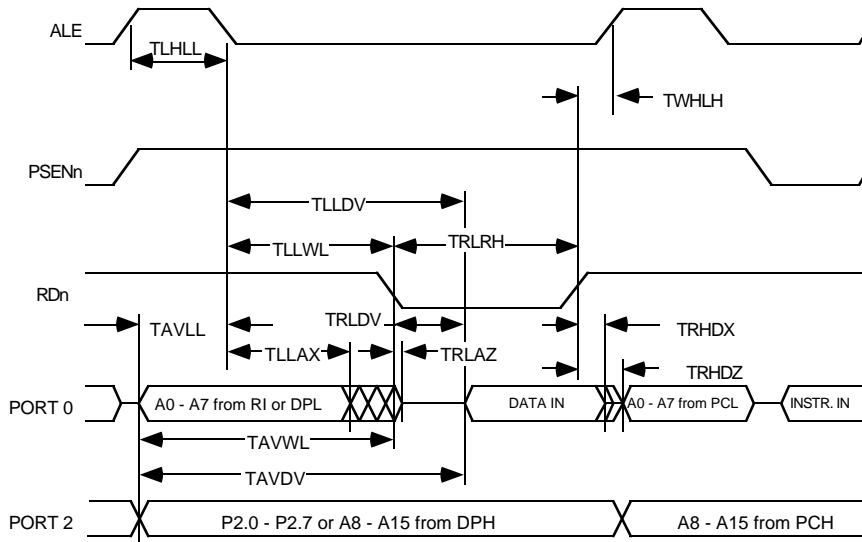 ALE
TLHLL
TWHLH
PSENn
TLLDV
TLLWL
TRLRH
RDn
TAVLL
TRLDV
TRHDX
TLLAX
TRLAZ
TRHDZ
PORT 0
A0 - A7 from RI or DPL
DATA IN
A0 - A7 from PCL
INSTR. IN
TAVWL
TAVDV
PORT 2
P2.0 - P2.7 or A8 - A15 from DPH
A8 - A15 from PCH